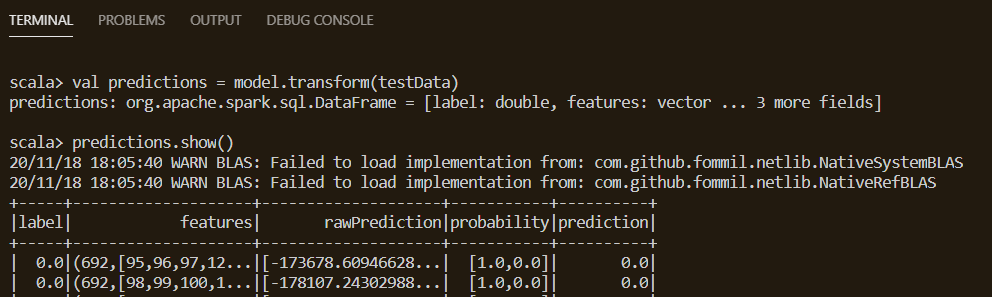 TERMINAL PROBLEMS OUTPUT DEBUG CONSOLE
scala> val predictions = model.transform(testData)
predictions: org.apache.spark.sql.DataFrame = [label: double, features: vector ... 3 more fields]
scala> predictions.show()
20/11/18 18:05:40 WARN BLAS: Failed to load implementation from: com.github.fommil.netlib.NativeSystemBLAS
20/11/18 18:05:40 WARN BLAS: Failed to load implementation from: com.github.fommil.netlib.NativeRefBLAS
+-----+--------------------+--------------------+-----------+----------+
|label|            features|       rawPrediction|probability|prediction|
+-----+--------------------+--------------------+-----------+----------+
|  0.0|(692,[95,96,97,12...|[-173678.60946628...|  [1.0,0.0]|       0.0|
|  0.0|(692,[98,99,100,1...|[-178107.24302988...|  [1.0,0.0]|       0.0|